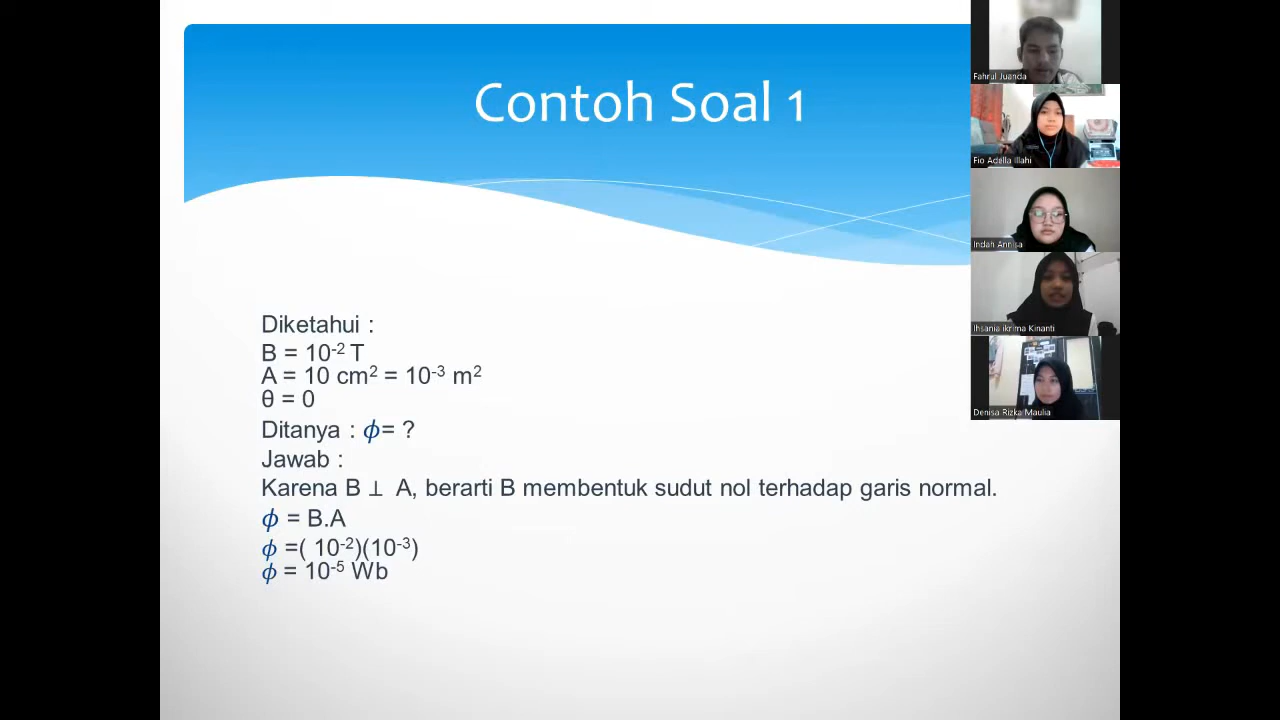 Contoh Soal 1
Diketahui :
B = 10⁻² T
A = 10 cm² = 10⁻³ m²
θ = 0
Ditanya : ϕ= ?
Jawab :
Karena B ⊥ A, berarti B membentuk sudut nol terhadap garis normal.
ϕ = B.A
ϕ =( 10⁻²)(10⁻³)
ϕ = 10⁻⁵ Wb
Fahrul Juanda
Fio Adella Illahi
Indah Annisa
Ihsania ikrima Kinanti
Denisa Rizka Maulia